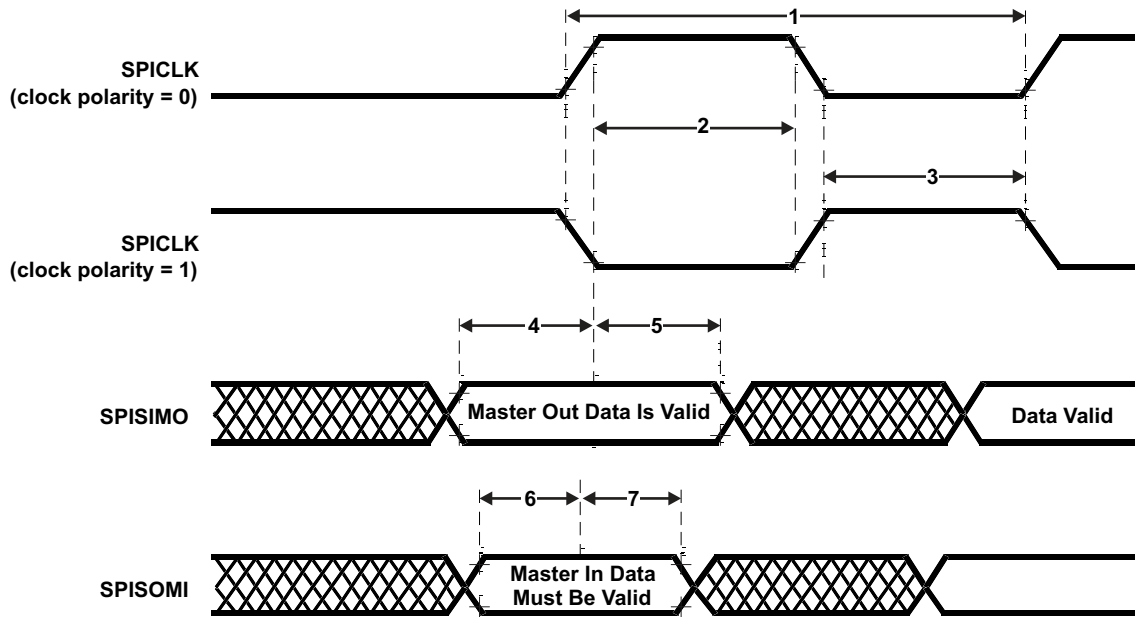 1
SPICLK
(clock polarity = 0)
2
3
SPICLK
(clock polarity = 1)
4
5
SPISIMO
Master Out Data Is Valid
Data Valid
6
7
SPISOMI
Master In Data
Must Be Valid